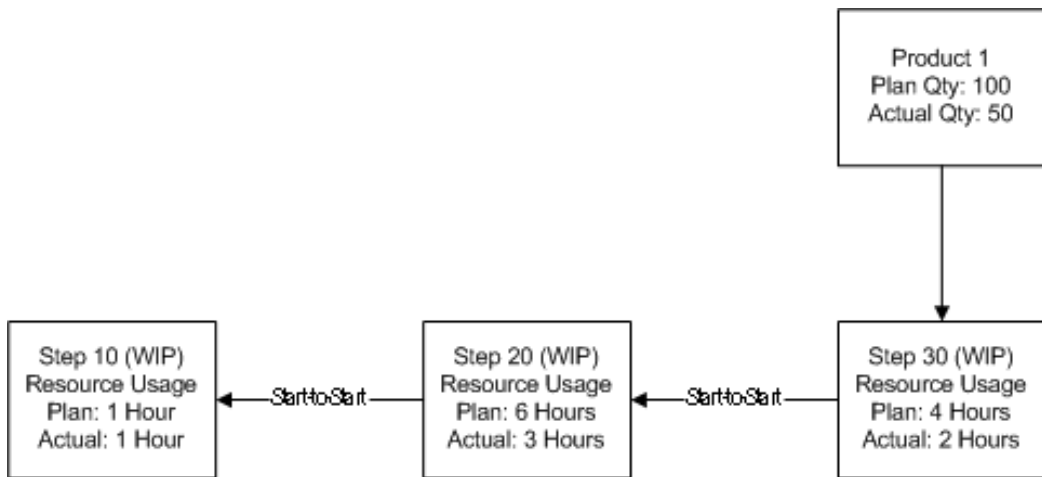 Product 1
Plan Qty: 100
Actual Qty: 50
Step 10 (WIP)
Resource Usage
Plan: 1 Hour
Actual: 1 Hour
Start-to-Start
Step 20 (WIP)
Resource Usage
Plan: 6 Hours
Actual: 3 Hours
Start-to-Start
Step 30 (WIP)
Resource Usage
Plan: 4 Hours
Actual: 2 Hours